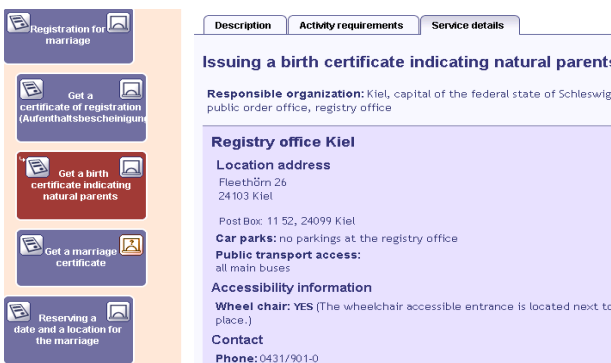 Registration for
marriage
Get a
certificate of registration
(Aufenthaltsbescheinigun
Get a birth
certificate indicating
natural parents
Get a marriage
certificate
Reserving a
date and a location for
the marriage
Description
Activity requirements
Service details
Issuing a birth certificate indicating natural parents
Responsible organization: Kiel, capital of the federal state of Schleswig
public order office, registry office
Registry office Kiel
Location address
Fleethörn 26
24103 Kiel
Post Box: 11 52, 24099 Kiel
Car parks: no parkings at the registry office
Public transport access:
all main buses
Accessibility information
Wheel chair: YES (The wheelchair accessible entrance is located next to
place.)
Contact
Phone: 0431/901-0